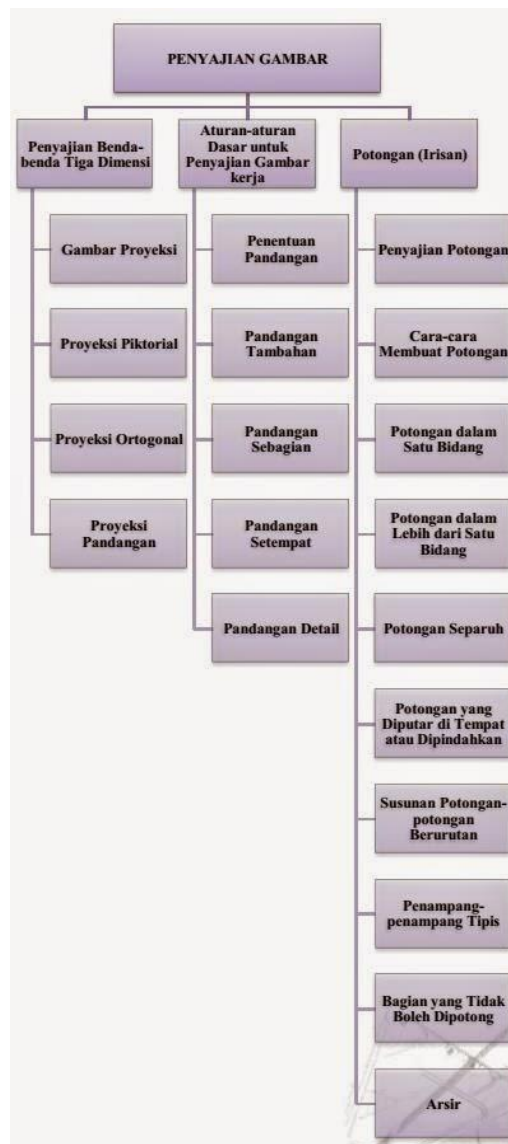 PENYAJIAN GAMBAR
Penyajian Benda-
benda Tiga Dimensi
Gambar Proyeksi
Proyeksi Piktorial
Proyeksi Ortogonal
Proyeksi
Pandangan
Aturan-aturan
Dasar untuk
Penyajian Gambar
kerja
Penentuan
Pandangan
Pandangan
Tambahan
Pandangan
Sebagian
Pandangan
Setempat
Pandangan Detail
Potongan (Irisan)
Penyajian Potongan
Cara-cara
Membuat Potongan
Potongan dalam
Satu Bidang
Potongan dalam
Lebih dari Satu
Bidang
Potongan Separuh
Potongan yang
Diputar di Tempat
atau Dipindahkan
Susunan Potongan-
potongan
Berurutan
Penampang-
penampang Tipis
Bagian yang Tidak
Boleh Dipotong
Arsir